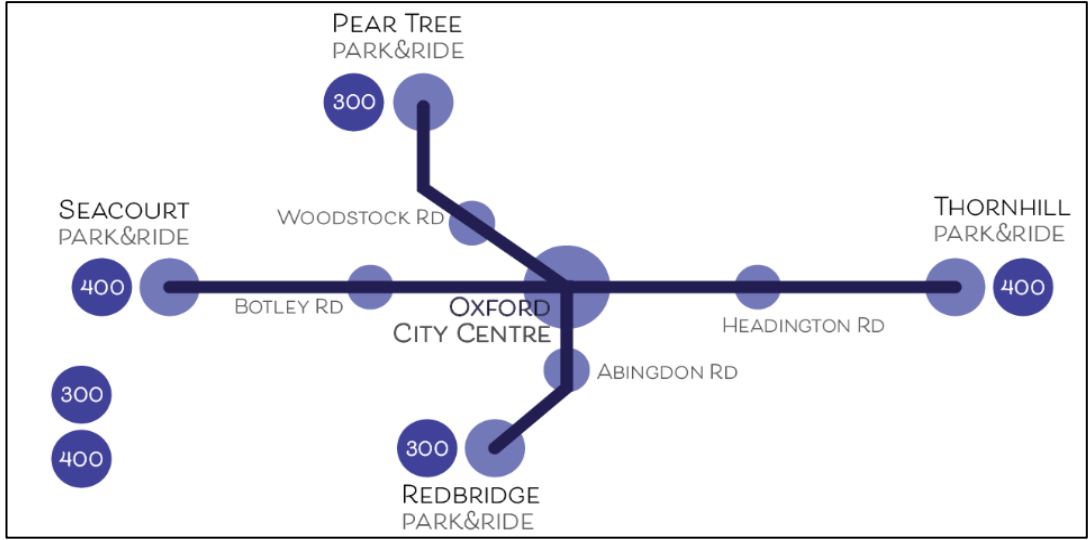 PEAR TREE
PARK&RIDE
300
SEACOURT
PARK&RIDE
WOODSTOCK RD
THORNHILL
PARK&RIDE
400
BOTLEY RD
OXFORD
CITY CENTRE
HEADINGTON RD
400
300
ABINGDON RD
400
300
REDBRIDGE
PARK&RIDE